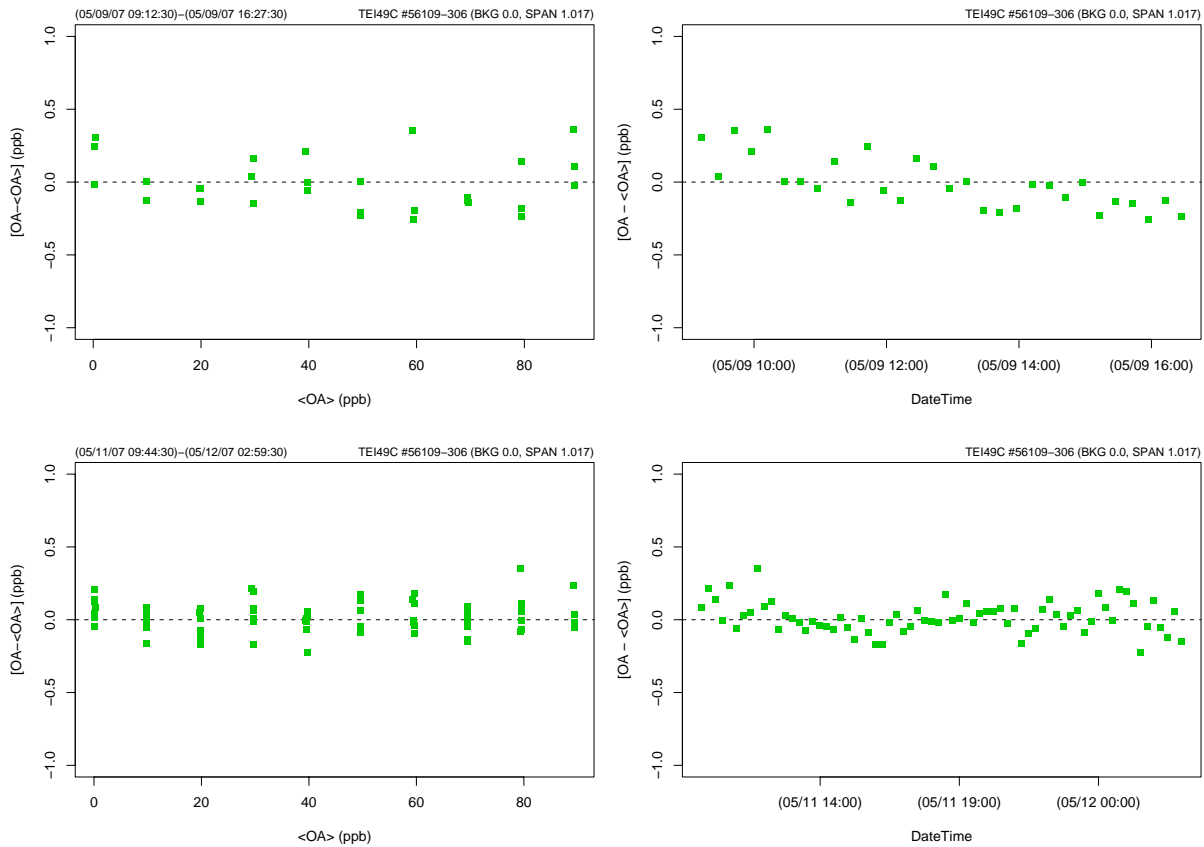 (05/09/07 09:12:30)−(05/09/07 16:27:30) TEI49C #56109−306 (BKG 0.0, SPAN 1.017)
1.0
0.5
0.0
−0.5
−1.0
[OA−<OA>] (ppb)
0 20 40 60 80
<OA> (ppb)
TEI49C #56109−306 (BKG 0.0, SPAN 1.017)
1.0
0.5
0.0
−0.5
−1.0
[OA − <OA>] (ppb)
(05/09 10:00) (05/09 12:00) (05/09 14:00) (05/09 16:00)
DateTime
(05/11/07 09:44:30)−(05/12/07 02:59:30) TEI49C #56109−306 (BKG 0.0, SPAN 1.017)
1.0
0.5
0.0
−0.5
−1.0
[OA−<OA>] (ppb)
0 20 40 60 80
<OA> (ppb)
TEI49C #56109−306 (BKG 0.0, SPAN 1.017)
1.0
0.5
0.0
−0.5
−1.0
[OA − <OA>] (ppb)
(05/11 14:00) (05/11 19:00) (05/12 00:00)
DateTime